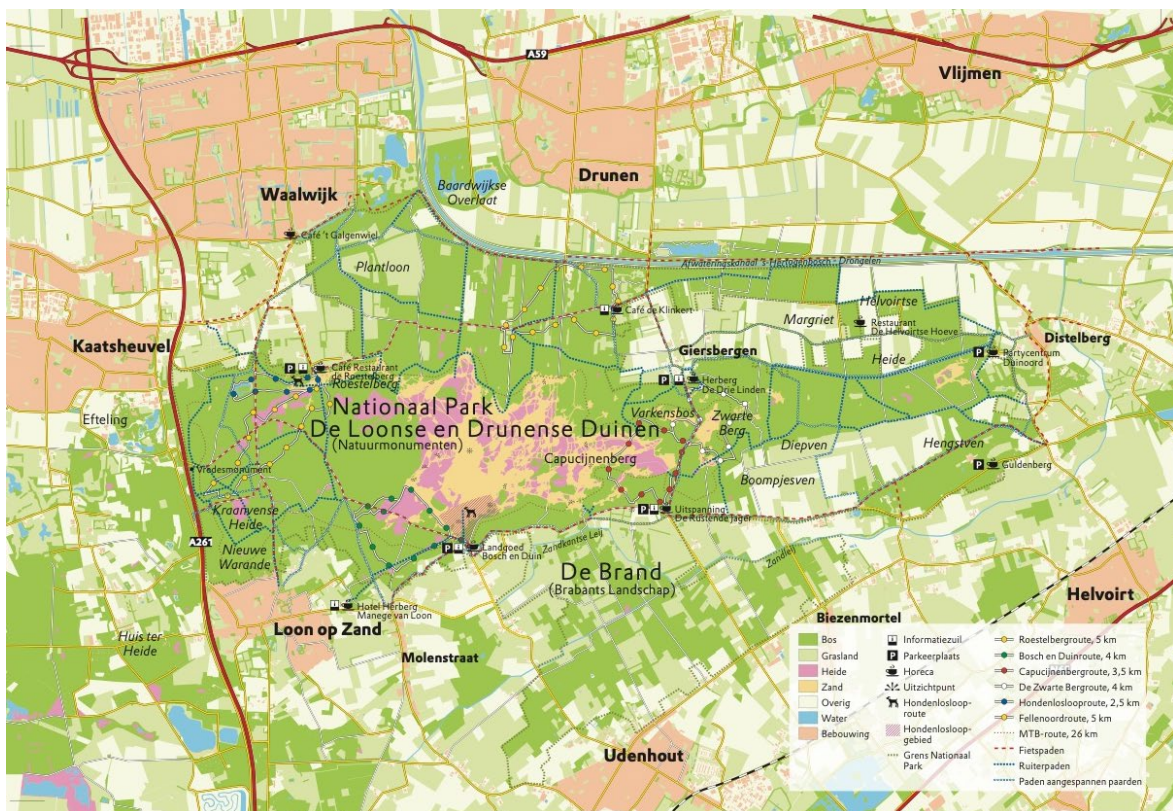 A59
Vlijmen
Drunen
Baardwijkse
Overlaat
Waalwijk
Café 't Galgenwiel
Plantloon
Afwateringskanaal 's-Hertogenbosch - Drongelen
Café de Klinkert
Helvoirtse
Margriet
Restaurant
De Helvoirtse Hoeve
Heide
Distelberg
Partycentrum
Duinoord
Kaatsheuvel
Giersbergen
P i Café Restaurant
de Roestelberg
Roestelberg
P i Herberg
De Drie Linden
Nationaal Park
De Loonse en Drunense Duinen
(Natuurmonumenten)
Varkensbos
Zwarte
Berg
Efteling
Diepven
Hengstven
Capucijnenberg
Vredesmonument
P Guldenberg
Boompjesven
Kraanvense
Heide
P i Uitspanning
De Rustende Jager
A261
Nieuwe
Warande
P i Landgoed
Bosch en Duin
Zandkantse Leij
Zandleij
De Brand
(Brabants Landschap)
Helvoirt
i Hotel Herberg
Manege van Loon
Biezenmortel
Loon op Zand
Huis ter
Heide
Molenstraat
Udenhout
Bos
Grasland
Heide
Zand
Overig
Water
Bebouwing
i Informatiezuil
P Parkeerplaats
Horeca
Uitzichtpunt
Hondenlosloop-
route
Hondenlosloop-
gebied
Grens Nationaal
Park
Roestelbergroute, 5 km
Bosch en Duinroute, 4 km
Capucijnenbergroute, 3,5 km
De Zwarte Bergroute, 4 km
Hondenloslooproute, 2,5 km
Fellenoordroute, 5 km
MTB-route, 26 km
Fietspaden
Ruiterpaden
Paden aangespannen paarden